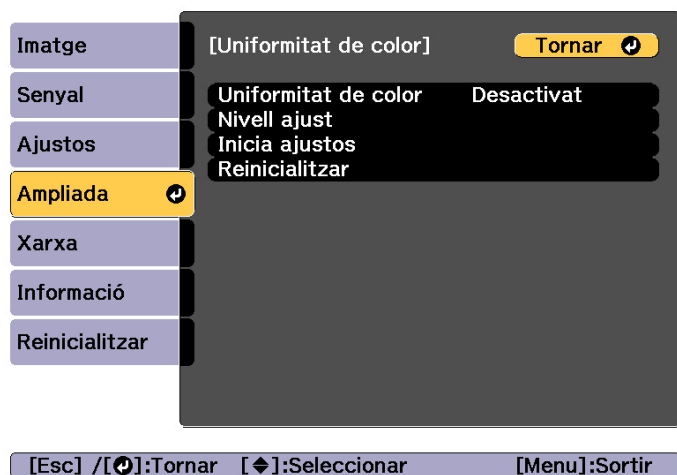 Imatge
Senyal
Ajustos
Ampliada
Xarxa
Informació
Reinicialitzar
[Uniformitat de color] Tornar
Uniformitat de color Desactivat
Nivell ajust
Inicia ajustos
Reinicialitzar
[Esc] /[]:Tornar []:Seleccionar [Menu]:Sortir